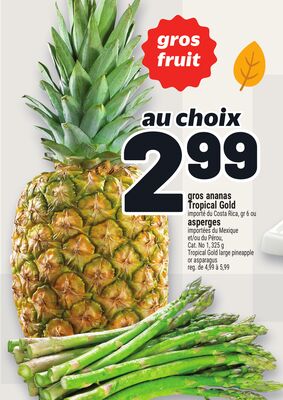 gros
fruit
au choix
2 99
gros ananas
Tropical Gold
importé du Costa Rica, gr 6 ou
asperges
importées du Mexique
et/ou du Pérou,
Cat. No 1, 325 g
Tropical Gold large pineapple
or asparagus
reg. de 4,99 à 5,99